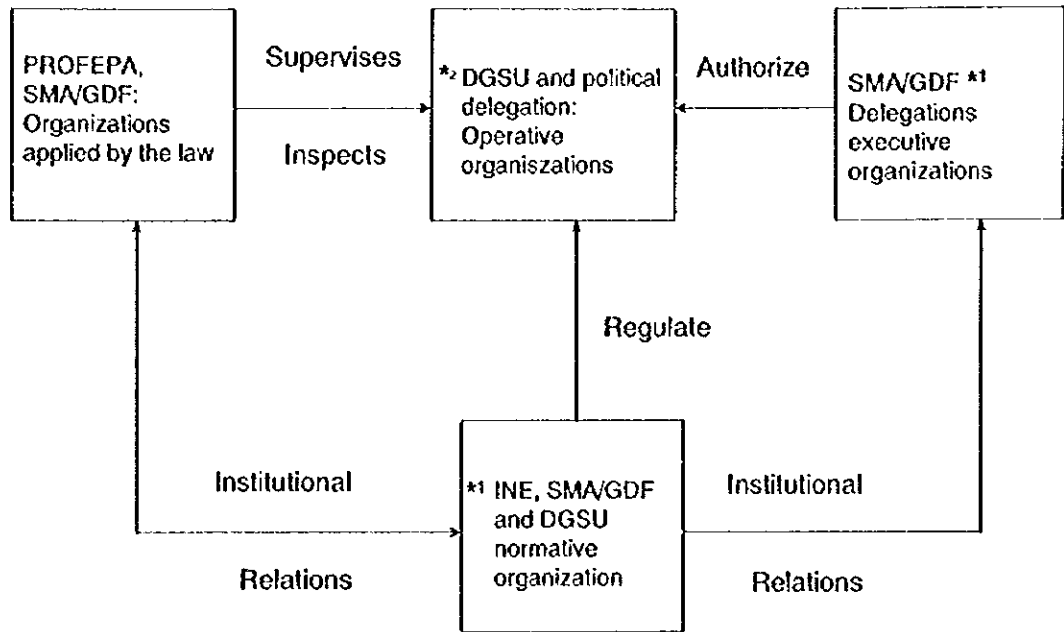 PROFEPA,
SMA/GDF:
Organizations
applied by the law
Supervises
Inspects
*2 DGSU and political
delegation:
Operative
organiszations
Authorize
SMA/GDF *1
Delegations
executive
organizations
Regulate
Institutional
Relations
*1 INE, SMA/GDF
and DGSU
normative
organization
Institutional
Relations